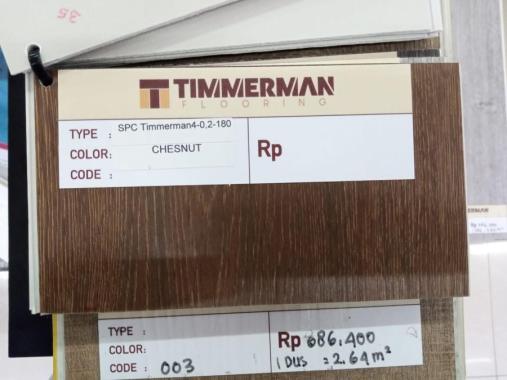 35
TIMMERMAN
FLOORING
TYPE : SPC Timmerman4-0,2-180
COLOR: CHESNUT
CODE :
Rp
TYPE :
COLOR:
CODE : 003
Rp 686.400
1 DUS : 2.64 m²